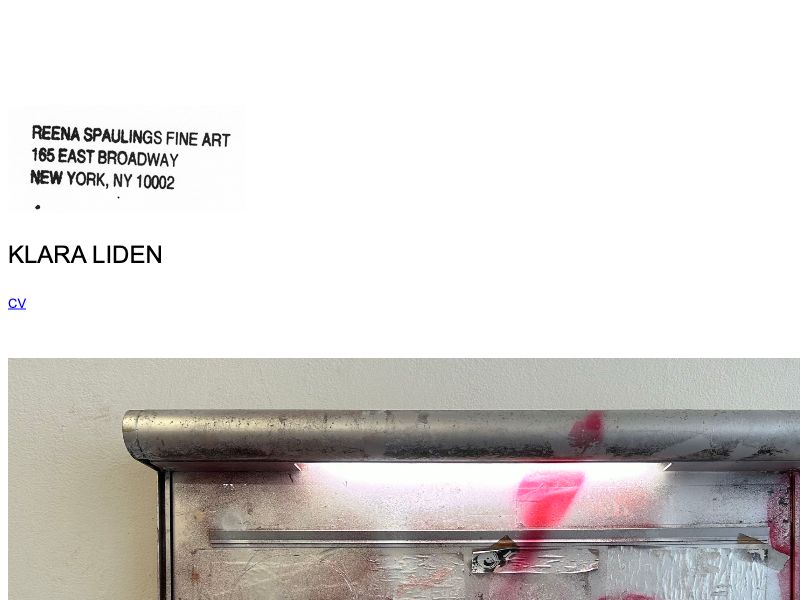 REENA SPAULINGS FINE ART
165 EAST BROADWAY
NEW YORK, NY 10002
KLARA LIDEN
CV